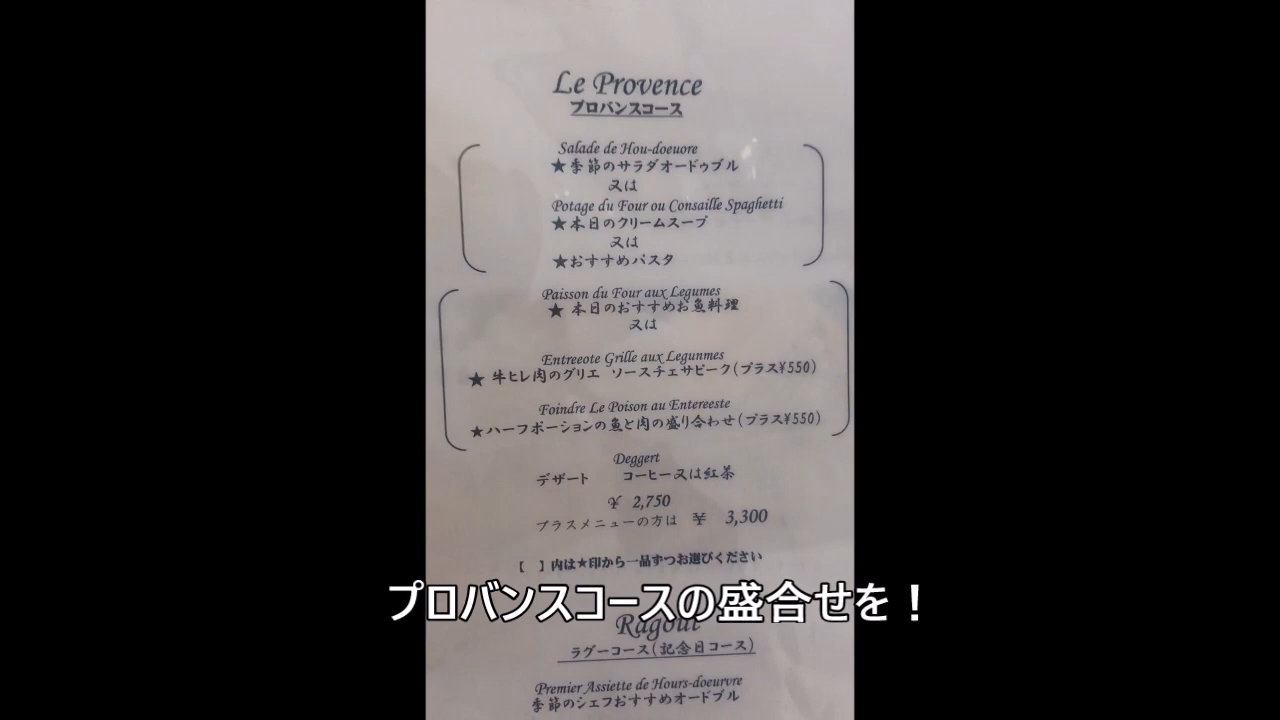 Le Provence
プロバンスコース
Salade de Hou-doeuore
★季節のサラダオードゥブル
又は
Potage du Four ou Consaille Spaghetti
★本日のクリームスープ
又は
★おすすめパスタ
Paisson du Four aux Legumes
★ 本日のおすすめお魚料理
又は
Entreeote Grille aux Legunmes
★ 牛ヒレ肉のグリエ ソースチェサピーク(プラス¥550)
Foindre Le Poison au Entereeste
★ハーフポーションの魚と肉の盛り合わせ(プラス¥550)
Deggert
デザート コーヒー又は紅茶
¥ 2,750
プラスメニューの方は ¥ 3,300
【 】内は★印から一品ずつお選びください
プロバンスコースの盛合せを！
Ragout
ラグーコース(記念日コース)
Premier Assiette de Hours-doeurvre
季節のシェフおすすめオードブル